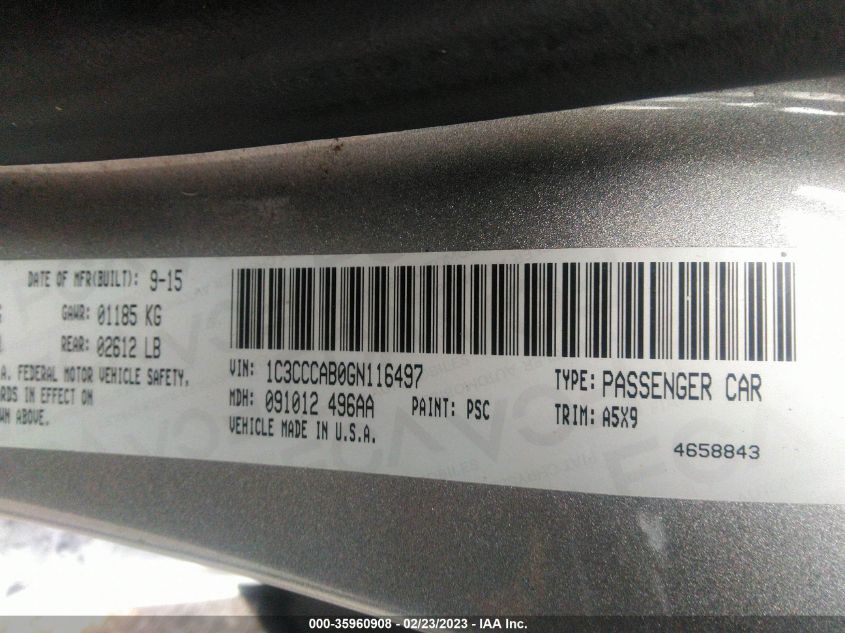 DATE OF MFR(BUILT): 9-15
GAWR: 01185 KG
REAR: 02612 LB
A. FEDERAL MOTOR VEHICLE SAFETY,
RDS IN EFFECT ON
WN ABOVE.
VIN: 1C3CCCAB0GN116497
TYPE: PASSENGER CAR
MDH: 091012 496AA PAINT: PSC
TRIM: A5X9
VEHICLE MADE IN U.S.A.
4658843
000-35960908 - 02/23/2023 - IAA Inc.